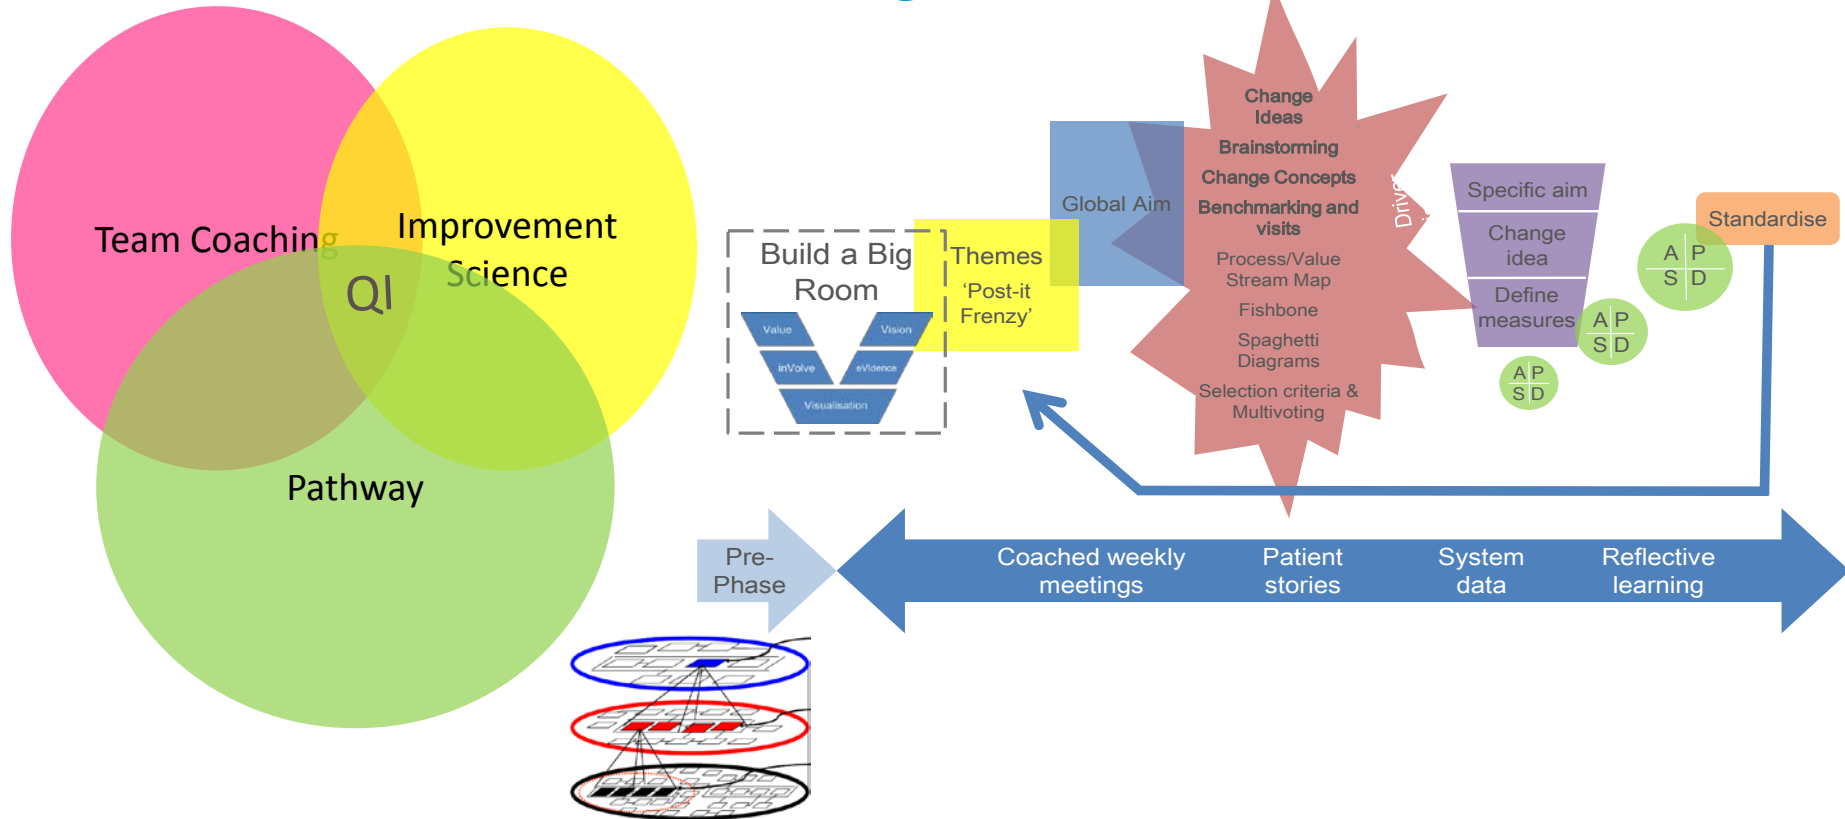 Team Coaching
Improvement
Science
QI
Pathway
Build a Big
Room
Value
Vision
inVolve
eVidence
Visualisation
Themes
‘Post-it
Frenzy’
Global Aim
Change
Ideas
Brainstorming
Change Concepts
Benchmarking and
visits
Process/Value
Stream Map
Fishbone
Spaghetti
Diagrams
Selection criteria &
Multivoting
Driver
Specific aim
Change
idea
Define
measures
A P
S D
A P
S D
A P
S D
Standardise
Pre-
Phase
Coached weekly
meetings
Patient
stories
System
data
Reflective
learning